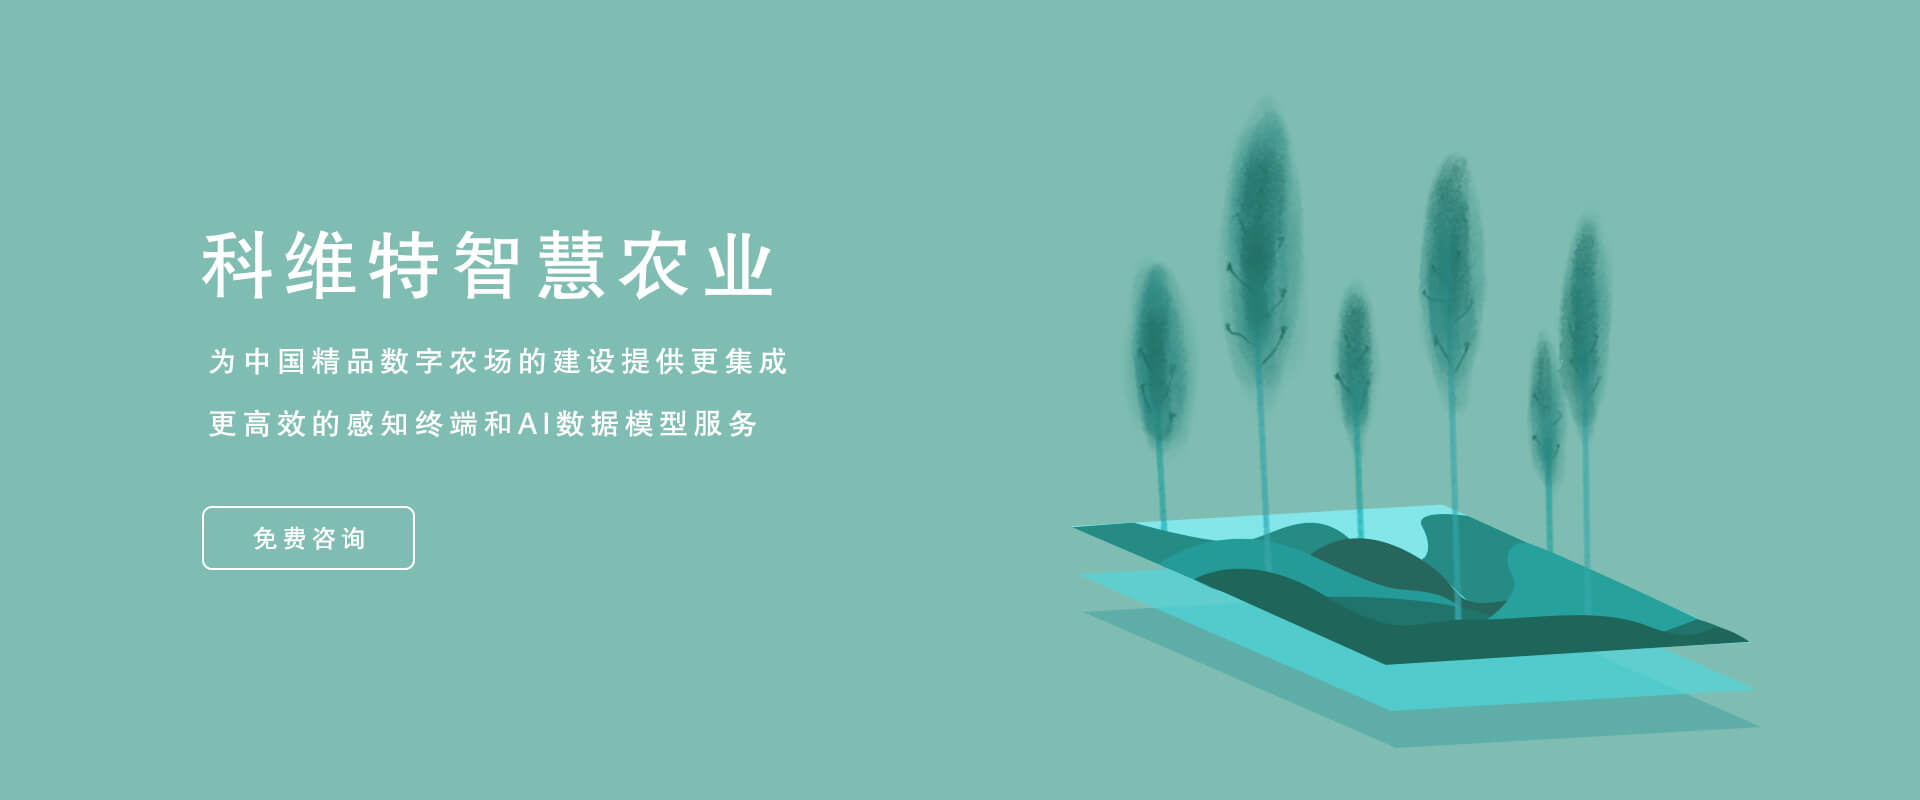 科维特智慧农业
为中国精品数字农场的建设提供更集成
更高效的感知终端和AI数据模型服务
免费咨询